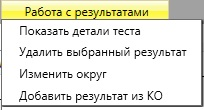 Работа с результатами
Показать детали теста
Удалить выбранный результат
Изменить округ
Добавить результат из КО